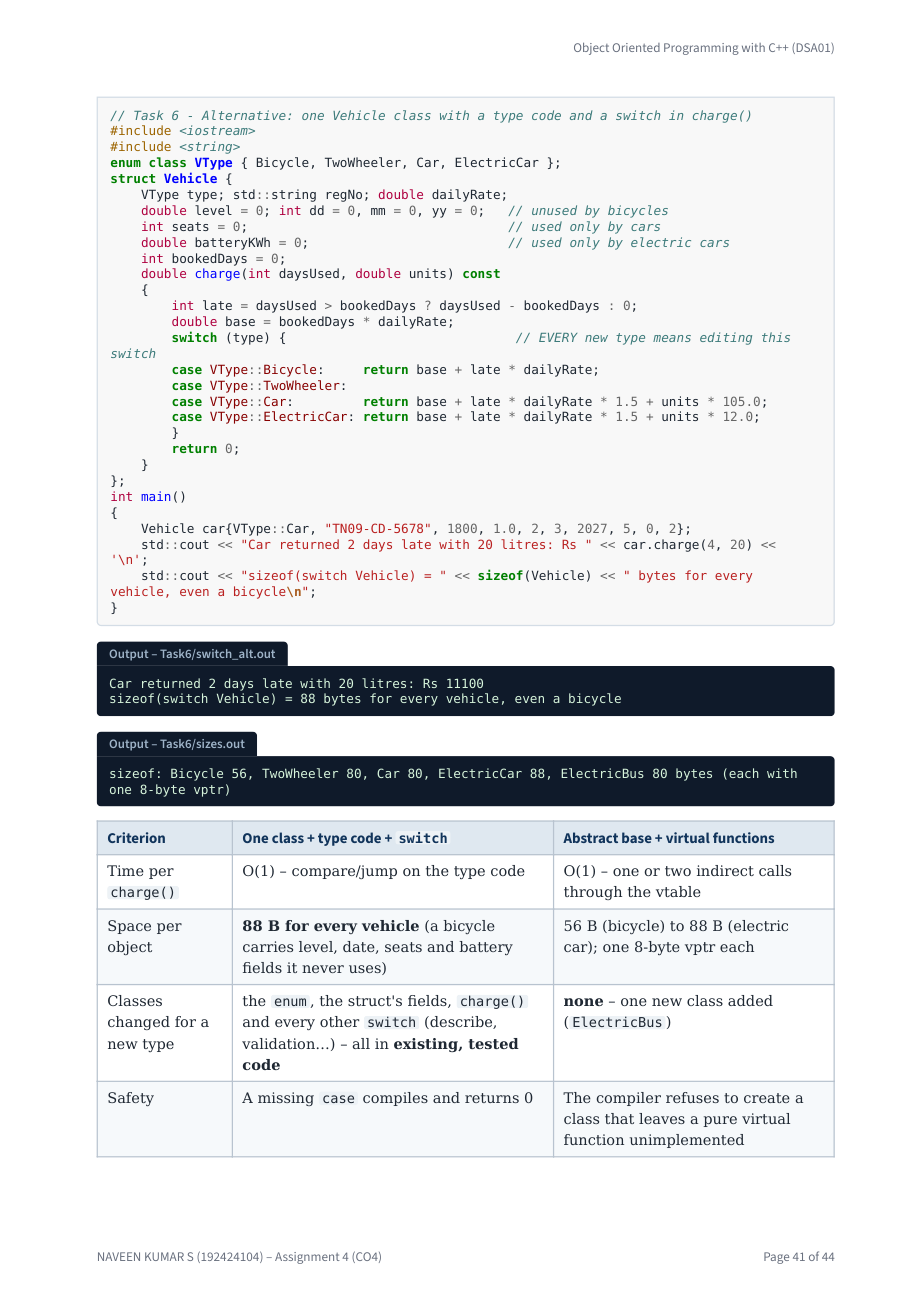 Object Oriented Programming with C++ (DSA01)
// Task 6 - Alternative: one Vehicle class with a type code and a switch in charge()
#include <iostream>
#include <string>
enum class VType { Bicycle, TwoWheeler, Car, ElectricCar };
struct Vehicle {
    VType type; std::string regNo; double dailyRate;
    double level = 0; int dd = 0, mm = 0, yy = 0;   // unused by bicycles
    int seats = 0;                                  // used only by cars
    double batteryKWh = 0;                          // used only by electric cars
    int bookedDays = 0;
    double charge(int daysUsed, double units) const
    {
        int late = daysUsed > bookedDays ? daysUsed - bookedDays : 0;
        double base = bookedDays * dailyRate;
        switch (type) {                              // EVERY new type means editing this
switch
        case VType::Bicycle:     return base + late * dailyRate;
        case VType::TwoWheeler:
        case VType::Car:         return base + late * dailyRate * 1.5 + units * 105.0;
        case VType::ElectricCar: return base + late * dailyRate * 1.5 + units * 12.0;
        }
        return 0;
    }
};
int main()
{
    Vehicle car{VType::Car, "TN09-CD-5678", 1800, 1.0, 2, 3, 2027, 5, 0, 2};
    std::cout << "Car returned 2 days late with 20 litres: Rs " << car.charge(4, 20) <<
'\n';
    std::cout << "sizeof(switch Vehicle) = " << sizeof(Vehicle) << " bytes for every
vehicle, even a bicycle\n";
}
Output – Task6/switch_alt.out
Car returned 2 days late with 20 litres: Rs 11100
sizeof(switch Vehicle) = 88 bytes for every vehicle, even a bicycle
Output – Task6/sizes.out
sizeof: Bicycle 56, TwoWheeler 80, Car 80, ElectricCar 88, ElectricBus 80 bytes (each with
one 8-byte vptr)
Criterion
One class + type code + switch
Abstract base + virtual functions
Time per
charge()
O(1) – compare/jump on the type code
O(1) – one or two indirect calls
through the vtable
Space per
object
88 B for every vehicle (a bicycle
carries level, date, seats and battery
fields it never uses)
56 B (bicycle) to 88 B (electric
car); one 8-byte vptr each
Classes
changed for a
new type
the enum, the struct's fields, charge()
and every other switch (describe,
validation…) – all in existing, tested
code
none – one new class added
(ElectricBus)
Safety
A missing case compiles and returns 0
The compiler refuses to create a
class that leaves a pure virtual
function unimplemented
NAVEEN KUMAR S (192424104) – Assignment 4 (CO4)
Page 41 of 44